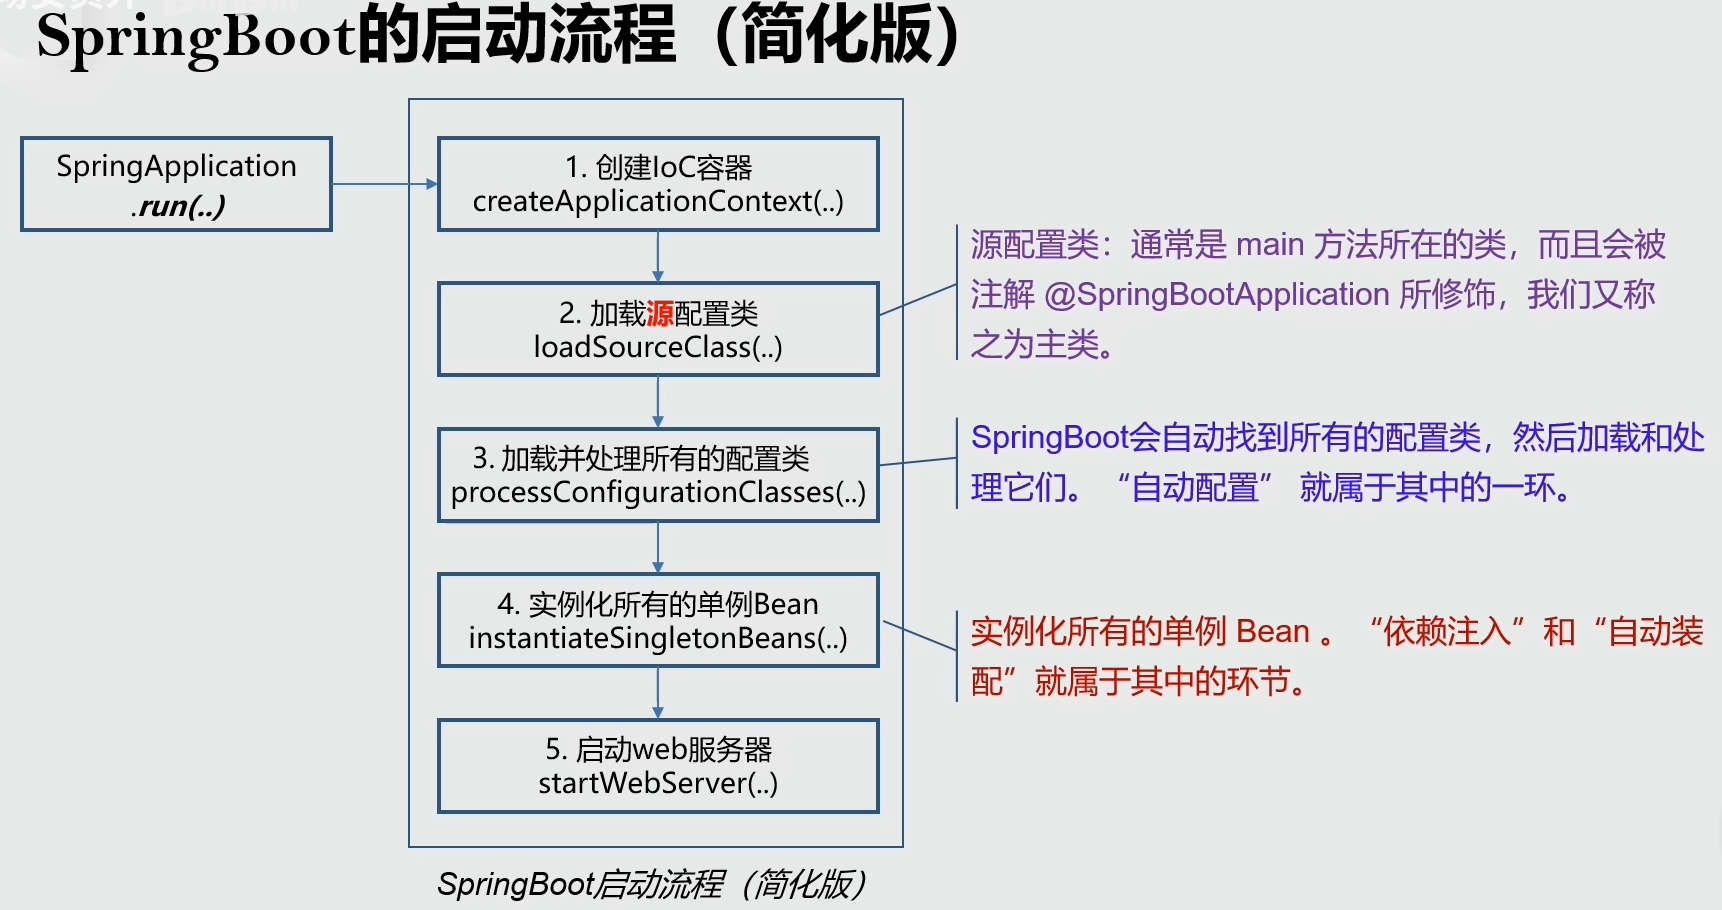 SpringBoot的启动流程（简化版）
SpringApplication
.run(..)
1. 创建IoC容器
createApplicationContext(..)
2. 加载源配置类
loadSourceClass(..)
源配置类：通常是 main 方法所在的类，而且会被
注解 @SpringBootApplication 所修饰，我们又称
之为主类。
3. 加载并处理所有的配置类
processConfigurationClasses(..)
SpringBoot会自动找到所有的配置类，然后加载和处
理它们。“自动配置” 就属于其中的一环。
4. 实例化所有的单例Bean
instantiateSingletonBeans(..)
实例化所有的单例 Bean 。“依赖注入”和“自动装
配”就属于其中的环节。
5. 启动web服务器
startWebServer(..)
SpringBoot启动流程（简化版）